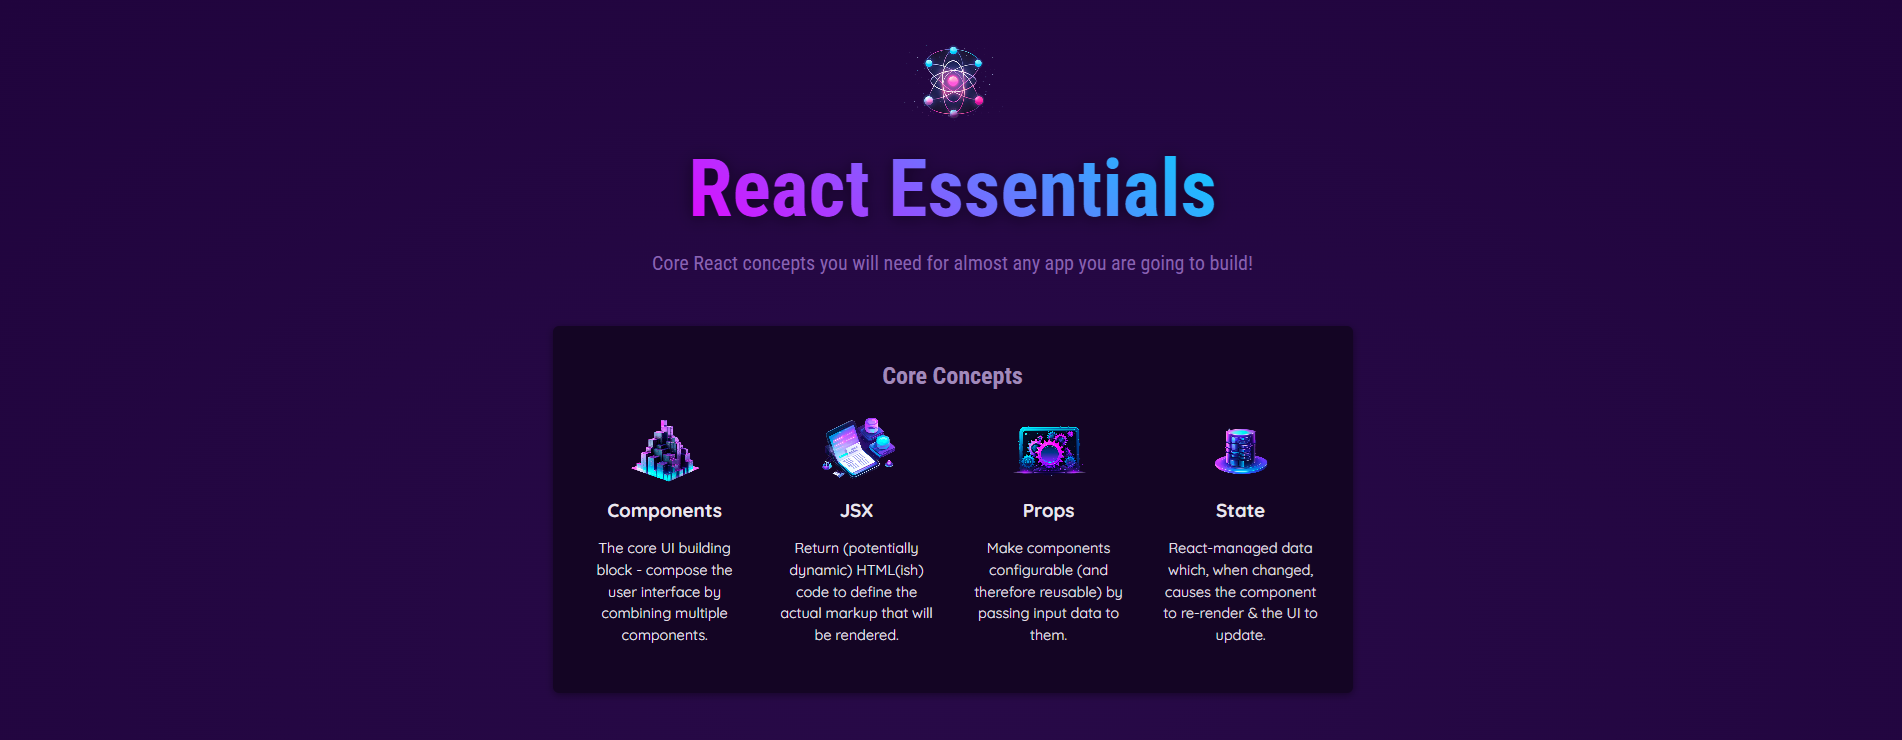 React Essentials
Core React concepts you will need for almost any app you are going to build!
Core Concepts
Components
The core UI building
block - compose the
user interface by
combining multiple
components.
JSX
Return (potentially
dynamic) HTML(ish)
code to define the
actual markup that will
be rendered.
Props
Make components
configurable (and
therefore reusable) by
passing input data to
them.
State
React-managed data
which, when changed,
causes the component
to re-render & the UI to
update.